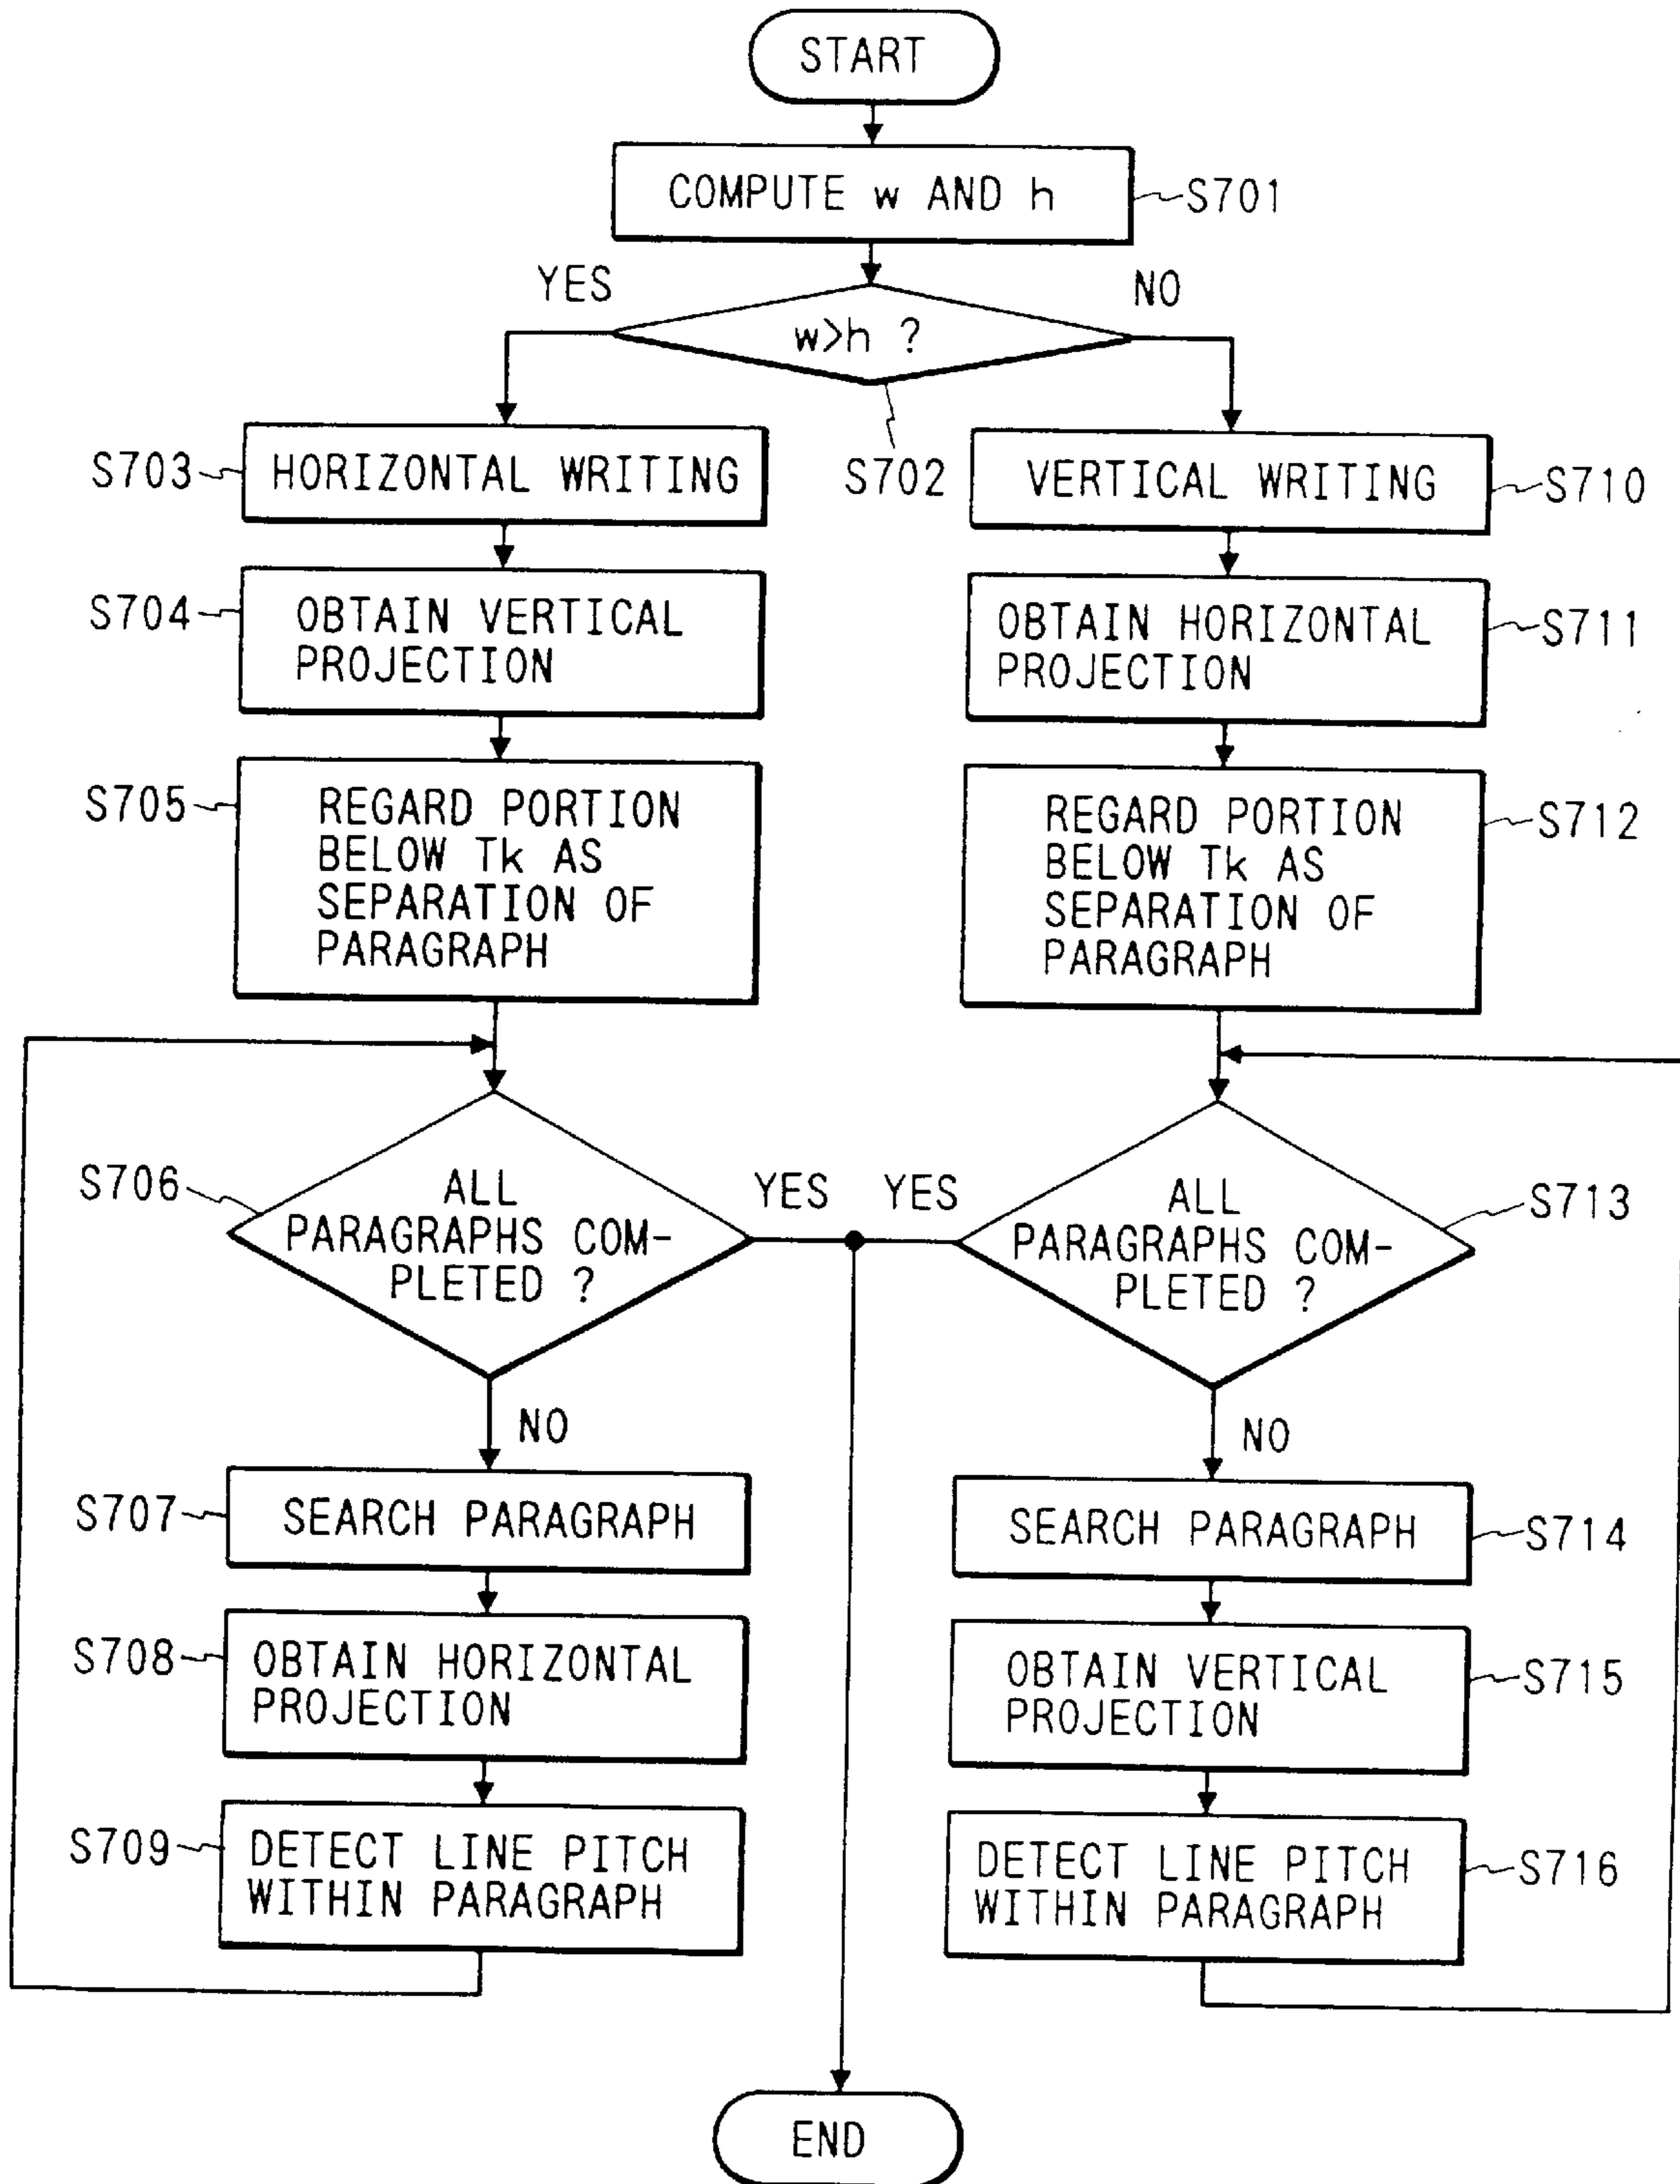 START
COMPUTE w AND h
S701
YES
NO
w>h ?
S702
S703
HORIZONTAL WRITING
S704
OBTAIN VERTICAL
PROJECTION
S705
REGARD PORTION
BELOW Tk AS
SEPARATION OF
PARAGRAPH
S706
ALL
PARAGRAPHS COM-
PLETED ?
YES
NO
S707
SEARCH PARAGRAPH
S708
OBTAIN HORIZONTAL
PROJECTION
S709
DETECT LINE PITCH
WITHIN PARAGRAPH
VERTICAL WRITING
S710
OBTAIN HORIZONTAL
PROJECTION
S711
REGARD PORTION
BELOW Tk AS
SEPARATION OF
PARAGRAPH
S712
YES
ALL
PARAGRAPHS COM-
PLETED ?
S713
NO
SEARCH PARAGRAPH
S714
OBTAIN VERTICAL
PROJECTION
S715
DETECT LINE PITCH
WITHIN PARAGRAPH
S716
END